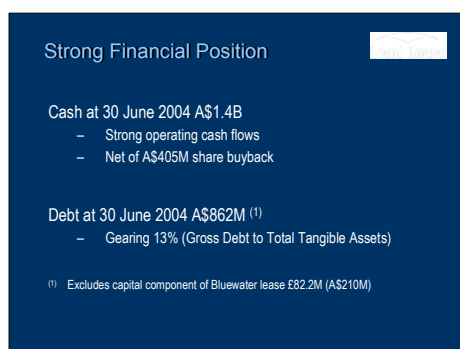 Strong Financial Position
Cash at 30 June 2004 A$1.4B
– Strong operating cash flows
– Net of A$405M share buyback
Debt at 30 June 2004 A$862M (1)
– Gearing 13% (Gross Debt to Total Tangible Assets)
(1) Excludes capital component of Bluewater lease £82.2M (A$210M)